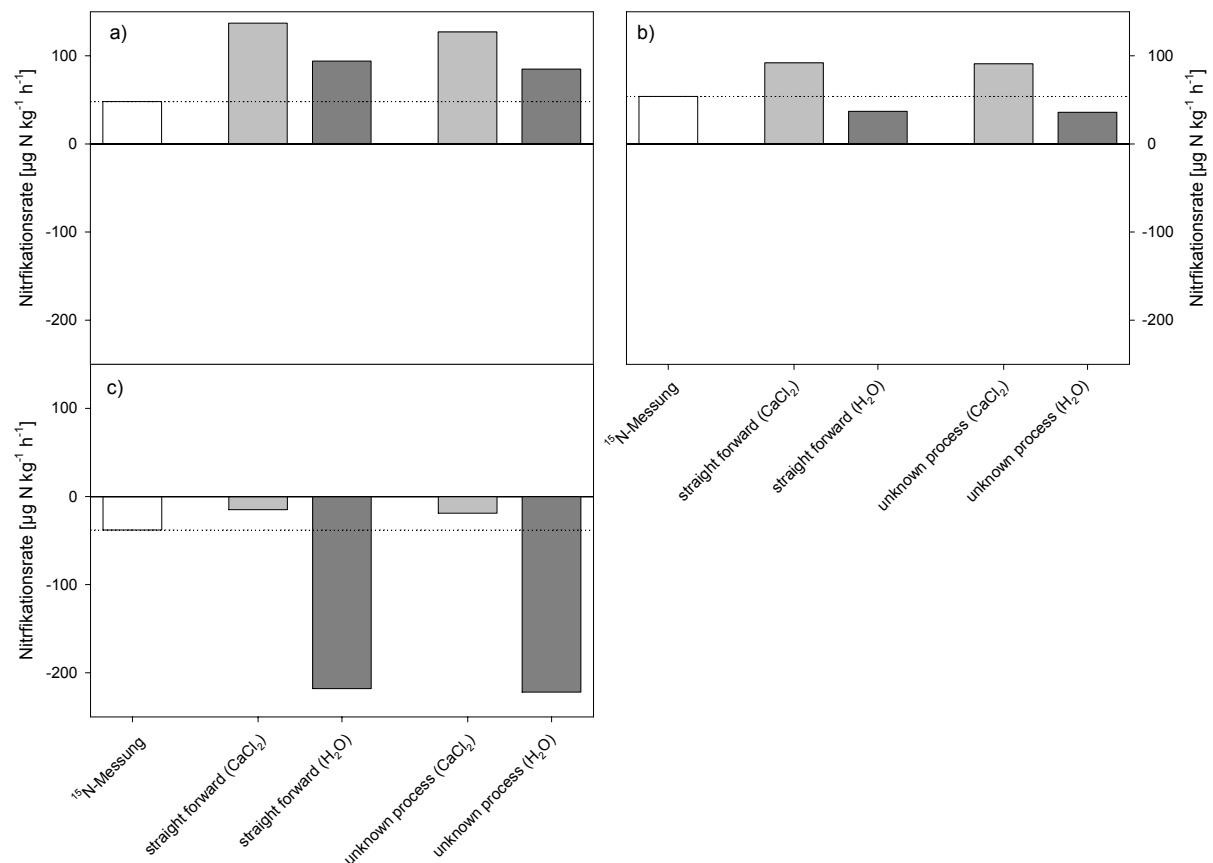 a)
100
0
-100
-200
Nitrfikationsrate [µg N kg⁻¹ h⁻¹]
b)
100
0
-100
-200
Nitrfikationsrate [µg N kg⁻¹ h⁻¹]
¹⁵N-Messung
straight forward (CaCl₂)
straight forward (H₂O)
unknown process (CaCl₂)
unknown process (H₂O)
c)
100
0
-100
-200
Nitrfikationsrate [µg N kg⁻¹ h⁻¹]
¹⁵N-Messung
straight forward (CaCl₂)
straight forward (H₂O)
unknown process (CaCl₂)
unknown process (H₂O)